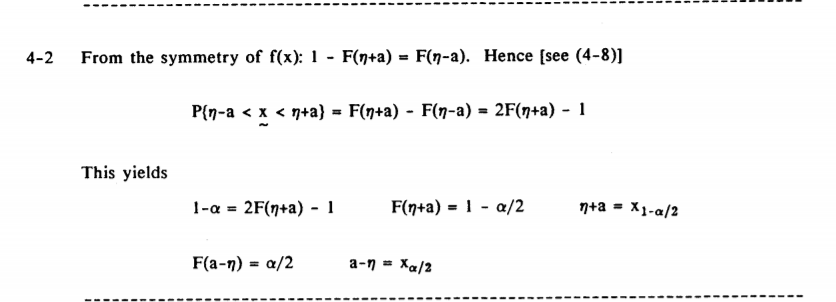 4-2 From the symmetry of f(x): 1 - F(η+a) = F(η-a). Hence [see (4-8)]
P{η-a < x < η+a} = F(η+a) - F(η-a) = 2F(η+a) - 1
This yields
1-α = 2F(η+a) - 1 F(η+a) = 1 - α/2 η+a = x₁₋α/₂
F(a-η) = α/2 a-η = xα/₂